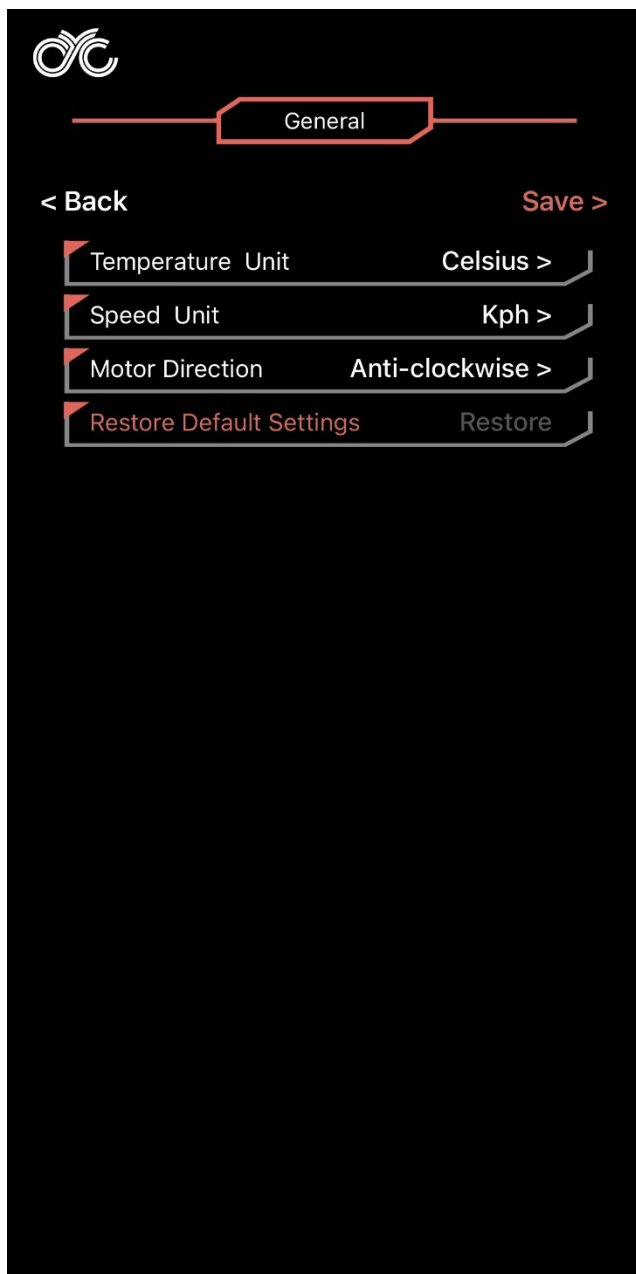 General
< Back Save >
Temperature Unit Celsius >
Speed Unit Kph >
Motor Direction Anti-clockwise >
Restore Default Settings Restore